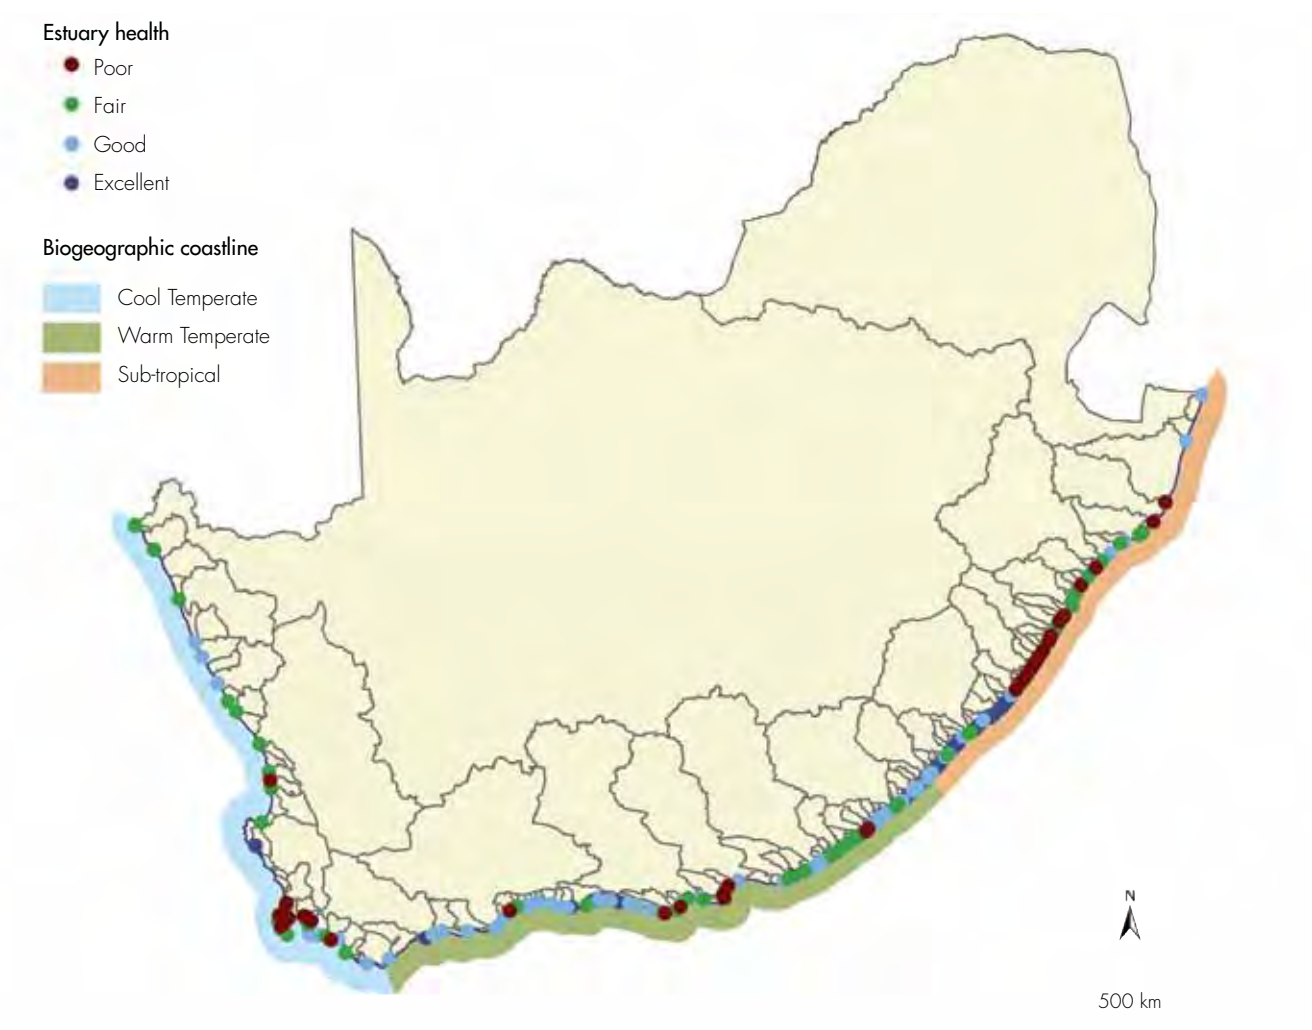 Estuary health
Poor
Fair
Good
Excellent
Biogeographic coastline
Cool Temperate
Warm Temperate
Sub-tropical
N
500 km